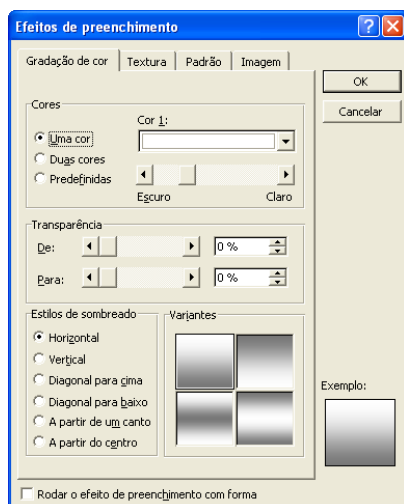 Efeitos de preenchimento
Gradação de cor Textura Padrão Imagem
OK
Cancelar
Cores
Uma cor
Duas cores
Predefinidas
Cor 1:
Escuro Claro
Transparência
De: 0 %
Para: 0 %
Estilos de sombreado
Horizontal
Vertical
Diagonal para cima
Diagonal para baixo
A partir de um canto
A partir do centro
Variantes
Exemplo:
Rodar o efeito de preenchimento com forma